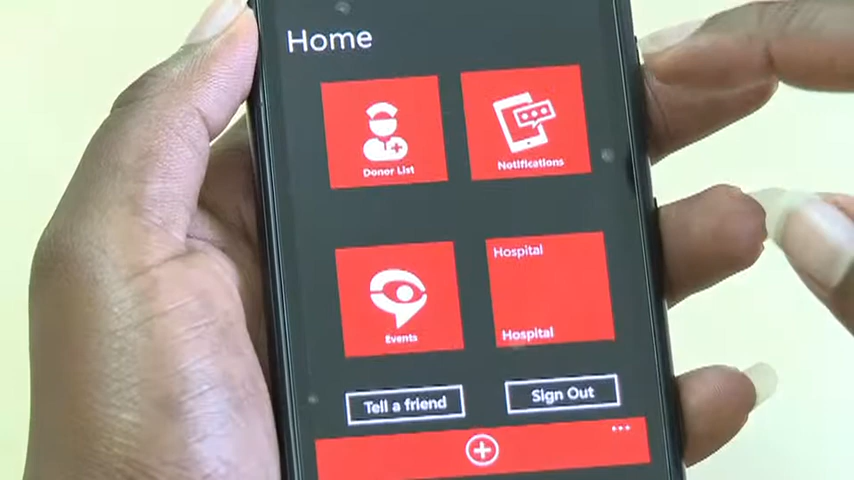 Home
Donor List
Notifications
Events
Hospital
Hospital
Tell a friend
Sign Out